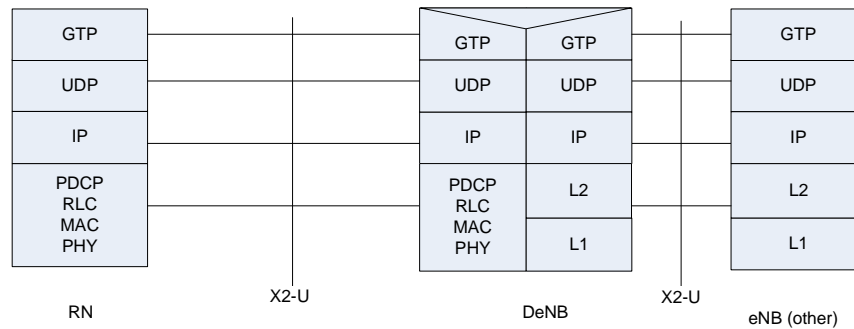 GTP
UDP
IP
PDCP
RLC
MAC
PHY
RN
X2-U
GTP
GTP
UDP
UDP
IP
IP
PDCP
RLC
MAC
PHY
L2
L1
DeNB
X2-U
GTP
UDP
IP
L2
L1
eNB (other)